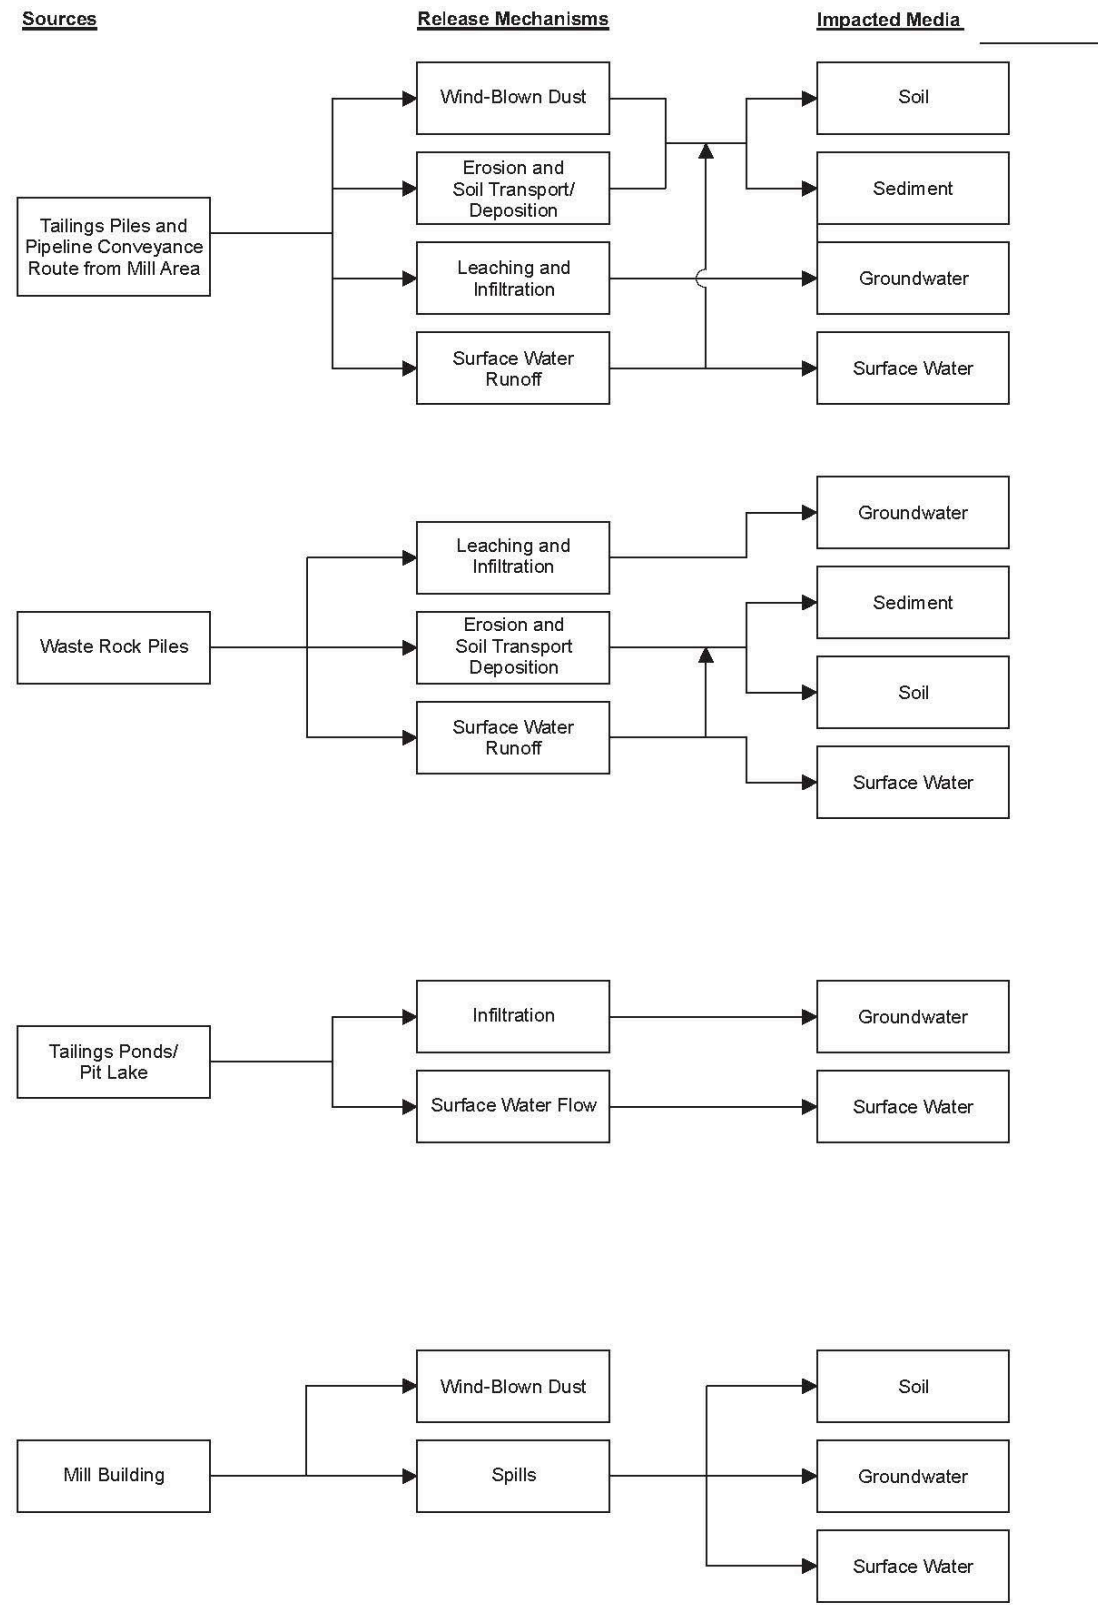 Sources
Release Mechanisms
Impacted Media
Wind-Blown Dust
Soil
Erosion and
Soil Transport/
Deposition
Sediment
Tailings Piles and
Pipeline Conveyance
Route from Mill Area
Leaching and
Infiltration
Groundwater
Surface Water
Runoff
Surface Water
Groundwater
Leaching and
Infiltration
Sediment
Waste Rock Piles
Erosion and
Soil Transport
Deposition
Soil
Surface Water
Runoff
Surface Water
Infiltration
Groundwater
Tailings Ponds/
Pit Lake
Surface Water Flow
Surface Water
Wind-Blown Dust
Soil
Mill Building
Spills
Groundwater
Surface Water